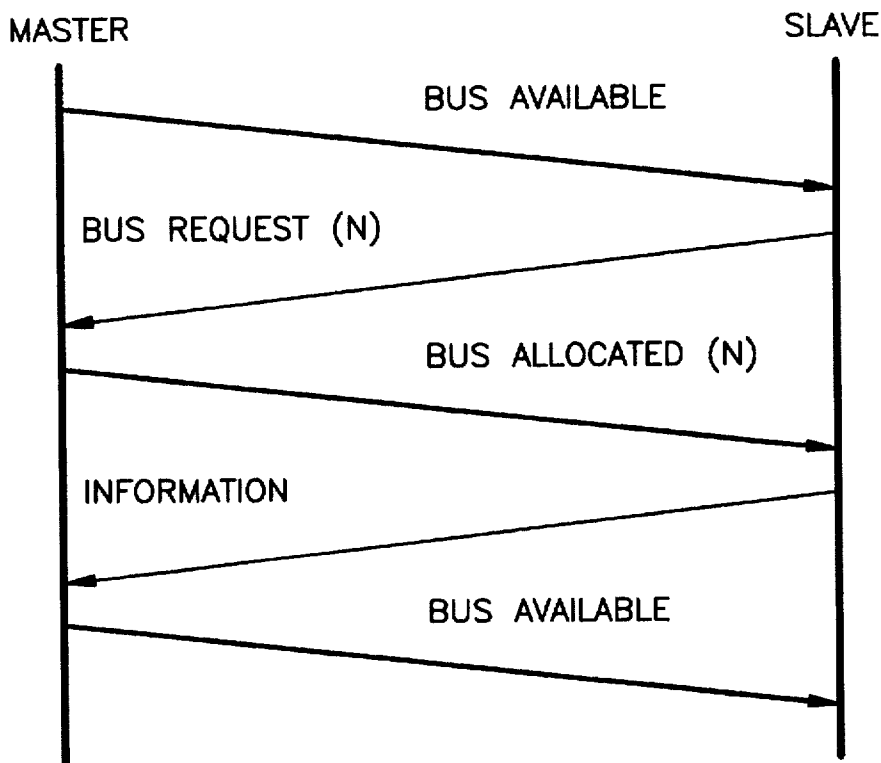 MASTER
SLAVE
BUS AVAILABLE
BUS REQUEST (N)
BUS ALLOCATED (N)
INFORMATION
BUS AVAILABLE